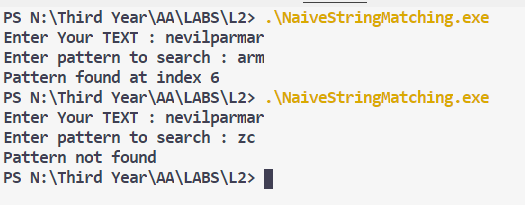 PS N:\Third Year\AA\LABS\L2> .\NaiveStringMatching.exe
Enter Your TEXT : nevilparmar
Enter pattern to search : arm
Pattern found at index 6
PS N:\Third Year\AA\LABS\L2> .\NaiveStringMatching.exe
Enter Your TEXT : nevilparmar
Enter pattern to search : zc
Pattern not found
PS N:\Third Year\AA\LABS\L2>